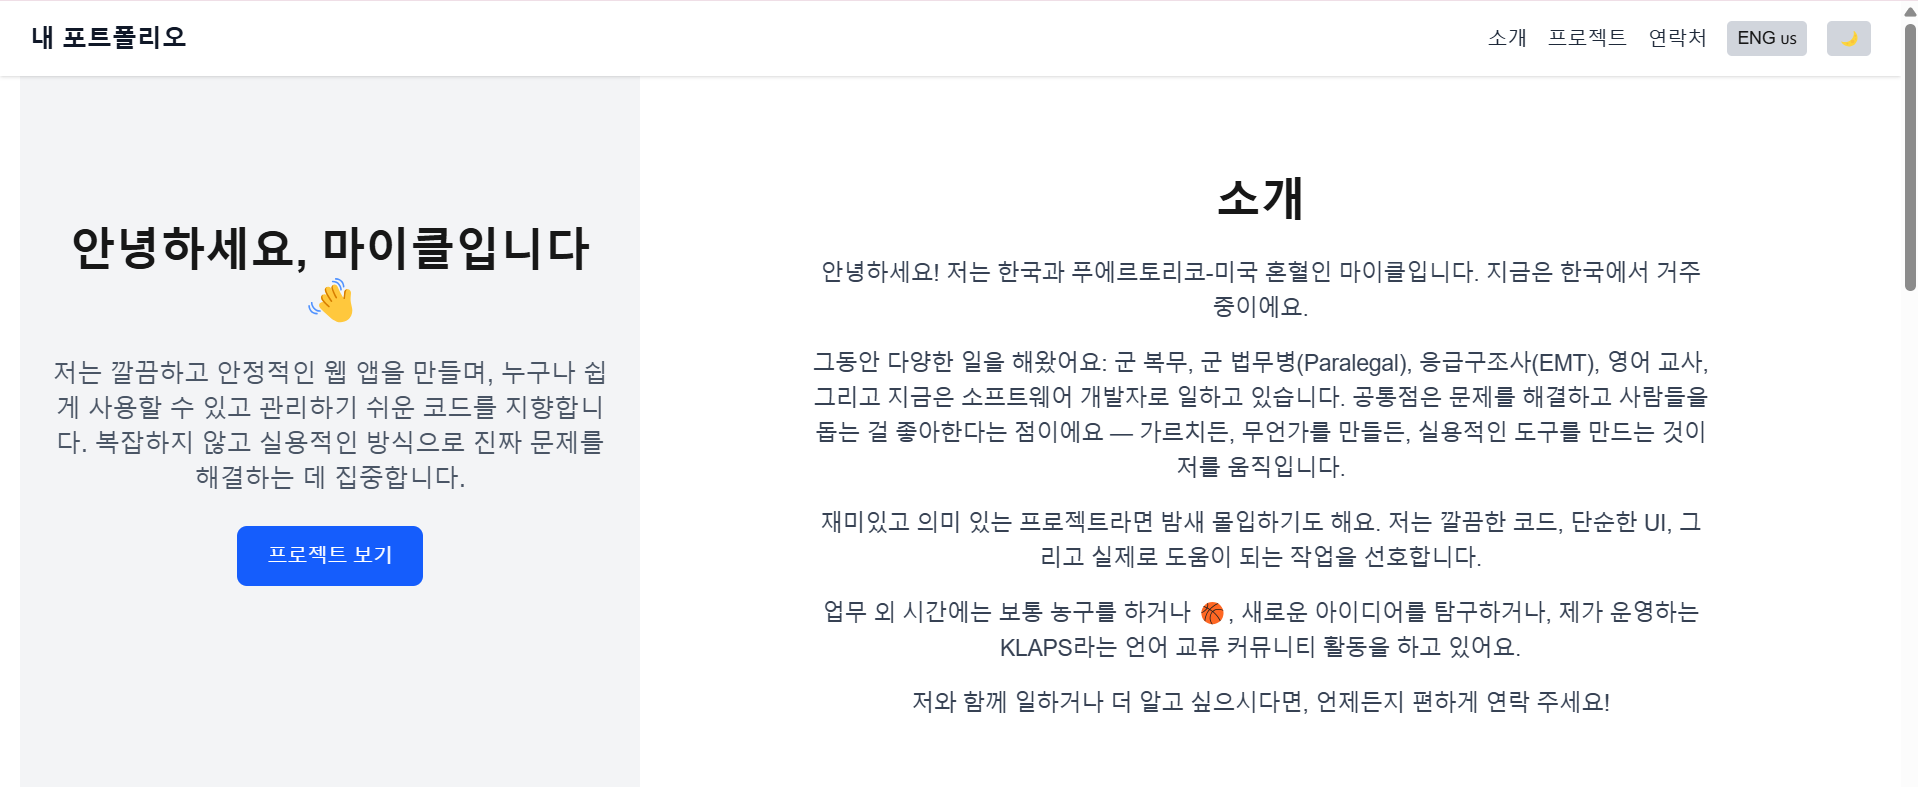 내 포트폴리오
소개 프로젝트 연락처 ENG us 🌙
안녕하세요, 마이클입니다
👋
저는 깔끔하고 안정적인 웹 앱을 만들며, 누구나 쉽
게 사용할 수 있고 관리하기 쉬운 코드를 지향합니
다. 복잡하지 않고 실용적인 방식으로 진짜 문제를
해결하는 데 집중합니다.
프로젝트 보기
소개
안녕하세요! 저는 한국과 푸에르토리코-미국 혼혈인 마이클입니다. 지금은 한국에서 거주
중이에요.
그동안 다양한 일을 해왔어요: 군 복무, 군 법무병(Paralegal), 응급구조사(EMT), 영어 교사,
그리고 지금은 소프트웨어 개발자로 일하고 있습니다. 공통점은 문제를 해결하고 사람들을
돕는 걸 좋아한다는 점이에요 — 가르치든, 무언가를 만들든, 실용적인 도구를 만드는 것이
저를 움직입니다.
재미있고 의미 있는 프로젝트라면 밤새 몰입하기도 해요. 저는 깔끔한 코드, 단순한 UI, 그
리고 실제로 도움이 되는 작업을 선호합니다.
업무 외 시간에는 보통 농구를 하거나 🏀, 새로운 아이디어를 탐구하거나, 제가 운영하는
KLAPS라는 언어 교류 커뮤니티 활동을 하고 있어요.
저와 함께 일하거나 더 알고 싶으시다면, 언제든지 편하게 연락 주세요!